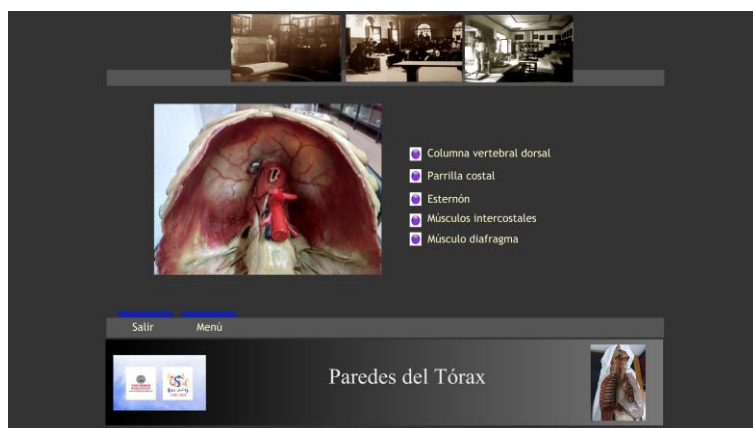 Columna vertebral dorsal
Parrilla costal
Esternón
Músculos intercostales
Músculo diafragma
Salir
Menú
Paredes del Tórax